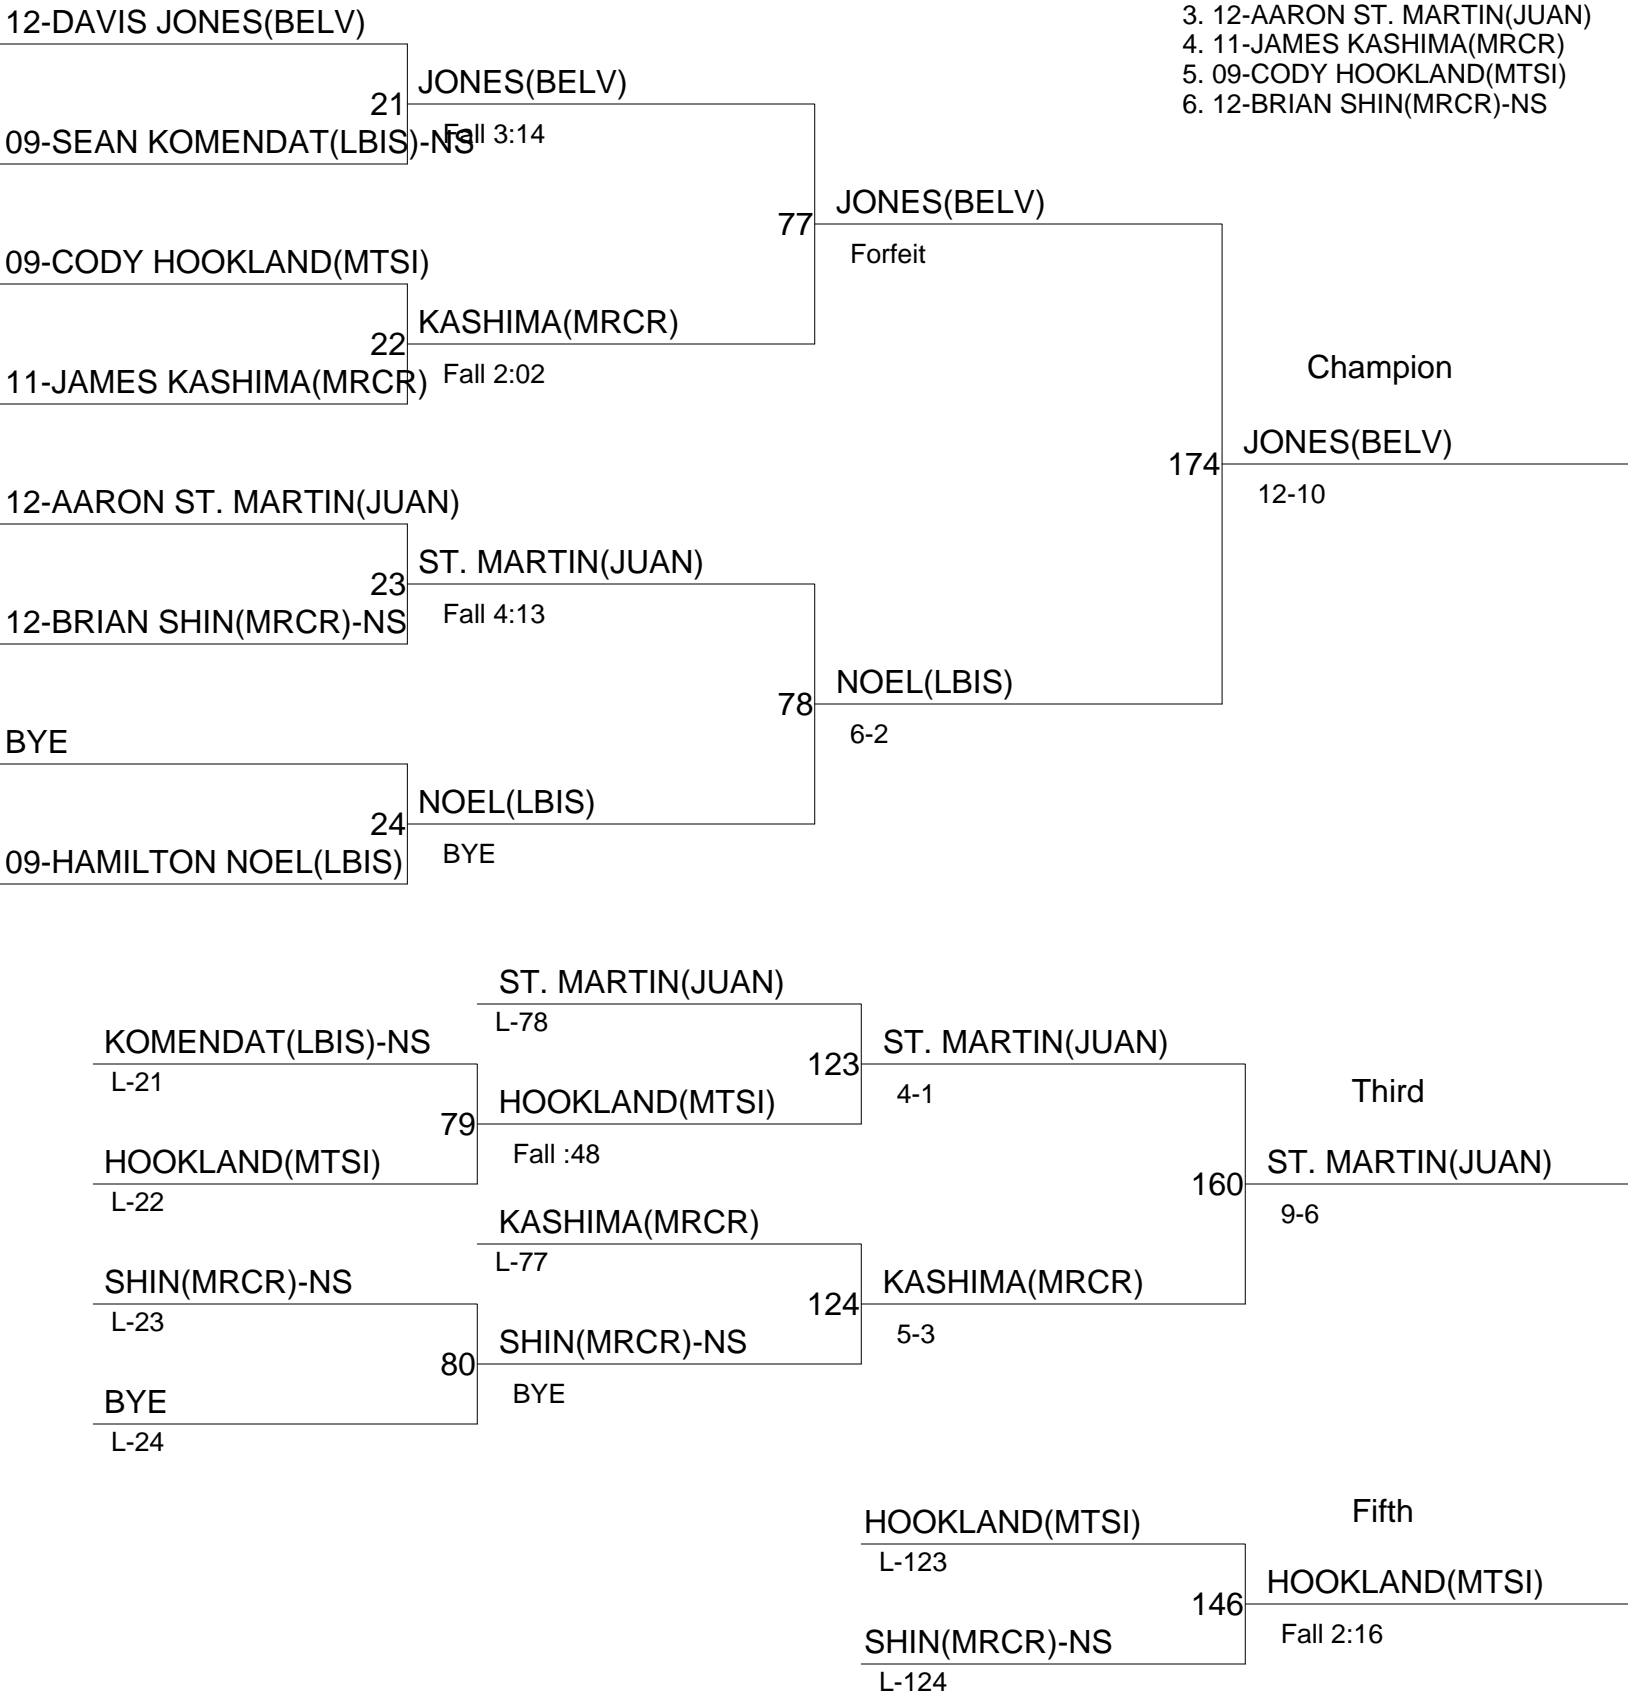 12-DAVIS JONES(BELV)
3. 12-AARON ST. MARTIN(JUAN)
4. 11-JAMES KASHIMA(MRCR)
5. 09-CODY HOOKLAND(MTSI)
6. 12-BRIAN SHIN(MRCR)-NS
JONES(BELV)
21
Fall 3:14
09-SEAN KOMENDAT(LBIS)-NS
JONES(BELV)
77
Forfeit
09-CODY HOOKLAND(MTSI)
KASHIMA(MRCR)
22
Fall 2:02
11-JAMES KASHIMA(MRCR)
Champion
JONES(BELV)
174
12-10
12-AARON ST. MARTIN(JUAN)
ST. MARTIN(JUAN)
23
Fall 4:13
12-BRIAN SHIN(MRCR)-NS
NOEL(LBIS)
78
6-2
BYE
NOEL(LBIS)
24
BYE
09-HAMILTON NOEL(LBIS)
ST. MARTIN(JUAN)
L-78
KOMENDAT(LBIS)-NS
L-21
123
ST. MARTIN(JUAN)
4-1
Third
79
HOOKLAND(MTSI)
Fall :48
HOOKLAND(MTSI)
L-22
160
ST. MARTIN(JUAN)
9-6
KASHIMA(MRCR)
L-77
SHIN(MRCR)-NS
L-23
124
KASHIMA(MRCR)
5-3
80
SHIN(MRCR)-NS
BYE
BYE
L-24
Fifth
HOOKLAND(MTSI)
L-123
146
HOOKLAND(MTSI)
Fall 2:16
SHIN(MRCR)-NS
L-124